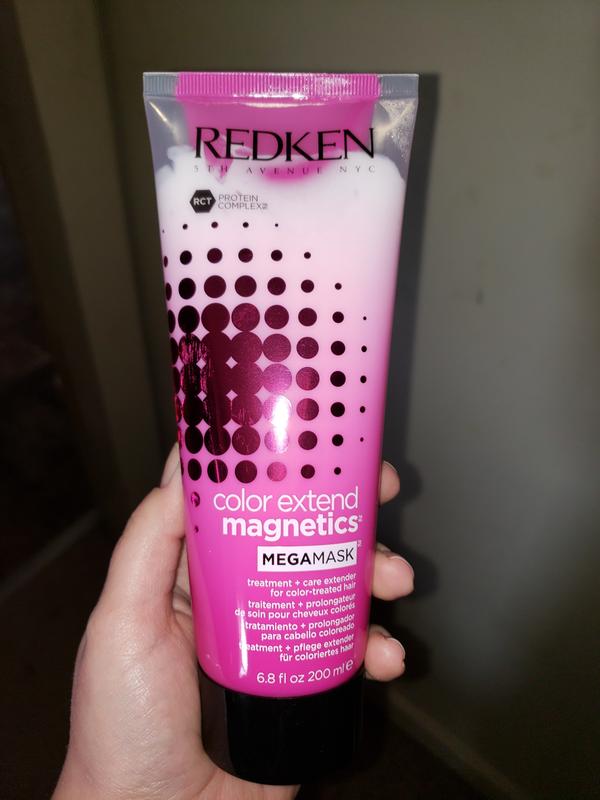 REDKEN
5TH AVENUE NYC
RCT PROTEIN
COMPLEX
color extend
magnetics
MEGAMASK
treatment + care extender
for color-treated hair
traitement + prolongateur
de soin pour cheveux colorés
tratamiento + prolongador
para cabello coloreado
treatment + pflege extender
für coloriertes haar
6.8 fl oz 200 ml e